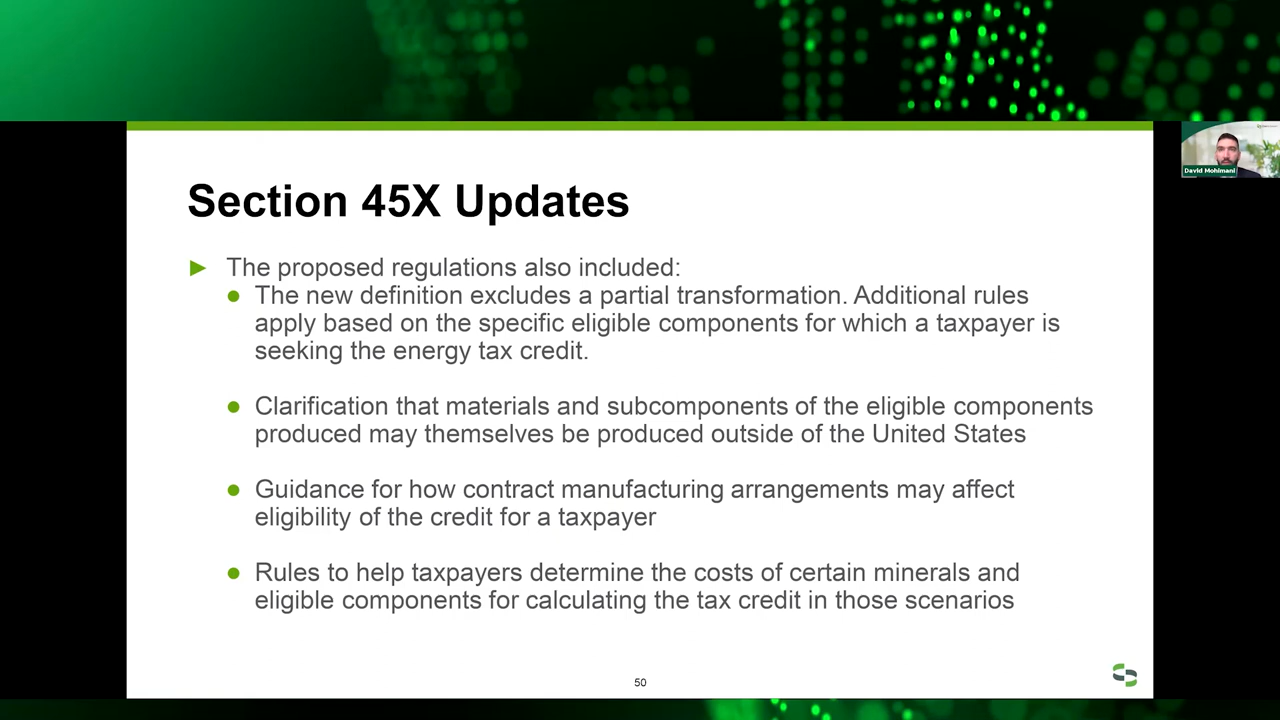 Section 45X Updates
The proposed regulations also included:
The new definition excludes a partial transformation. Additional rules
apply based on the specific eligible components for which a taxpayer is
seeking the energy tax credit.
Clarification that materials and subcomponents of the eligible components
produced may themselves be produced outside of the United States
Guidance for how contract manufacturing arrangements may affect
eligibility of the credit for a taxpayer
Rules to help taxpayers determine the costs of certain minerals and
eligible components for calculating the tax credit in those scenarios
50
David Mohimani